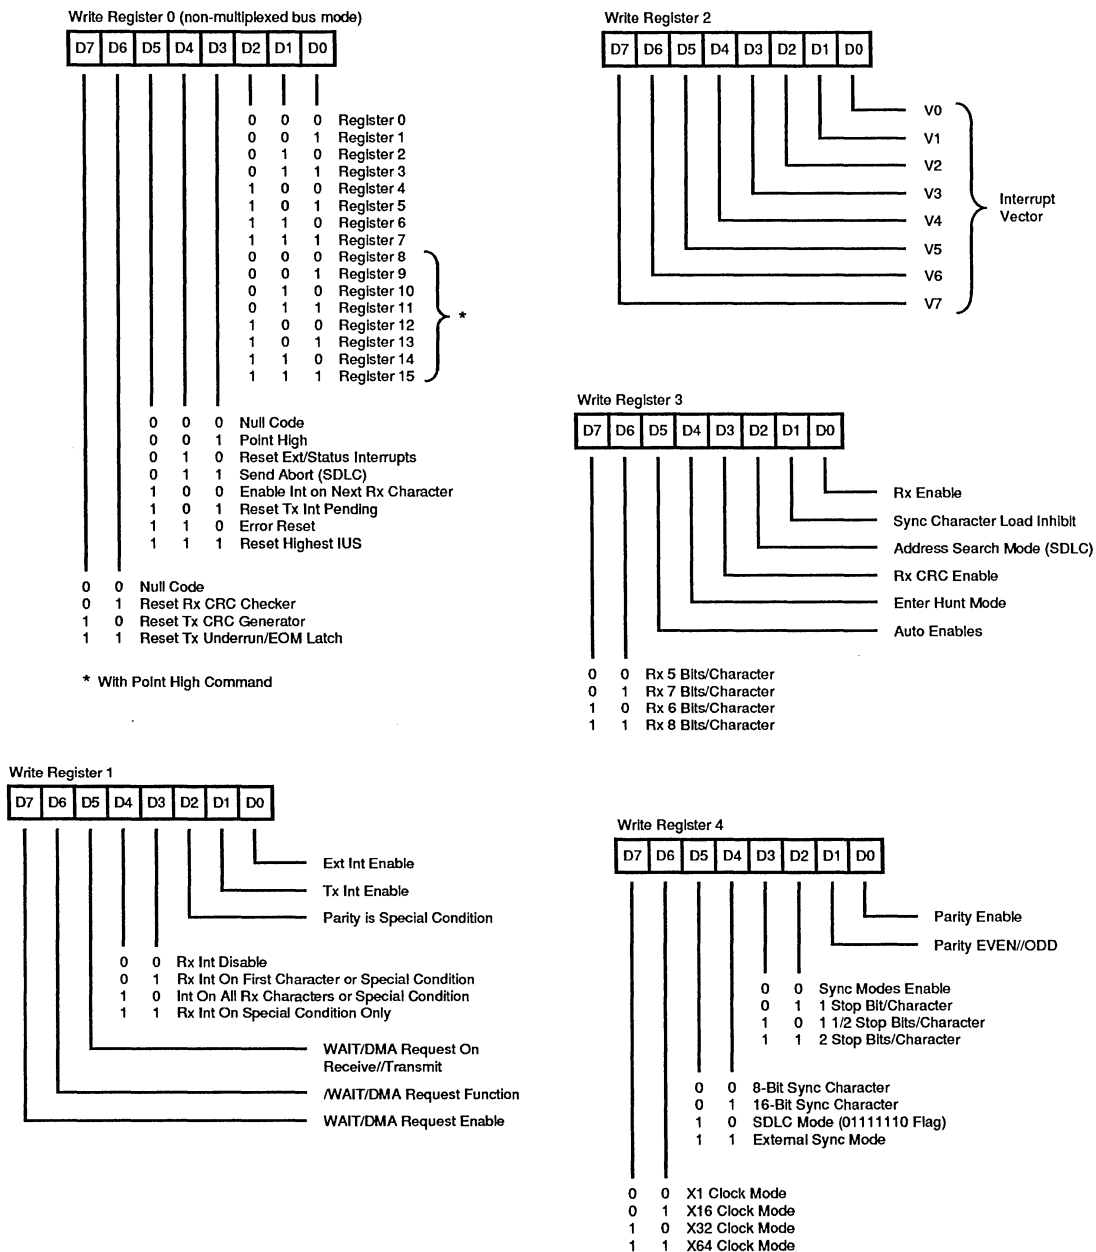 Write Register 0 (non-multiplexed bus mode)
D7 D6 D5 D4 D3 D2 D1 D0
0 0 0 Register 0
0 0 1 Register 1
0 1 0 Register 2
0 1 1 Register 3
1 0 0 Register 4
1 0 1 Register 5
1 1 0 Register 6
1 1 1 Register 7
0 0 0 Register 8
0 0 1 Register 9
0 1 0 Register 10
0 1 1 Register 11
1 0 0 Register 12
1 0 1 Register 13
1 1 0 Register 14
1 1 1 Register 15
*
0 0 0 Null Code
0 0 1 Point High
0 1 0 Reset Ext/Status Interrupts
0 1 1 Send Abort (SDLC)
1 0 0 Enable Int on Next Rx Character
1 0 1 Reset Tx Int Pending
1 1 0 Error Reset
1 1 1 Reset Highest IUS
0 0 Null Code
0 1 Reset Rx CRC Checker
1 0 Reset Tx CRC Generator
1 1 Reset Tx Underrun/EOM Latch
* With Point High Command
Write Register 1
D7 D6 D5 D4 D3 D2 D1 D0
Ext Int Enable
Tx Int Enable
Parity is Special Condition
0 0 Rx Int Disable
0 1 Rx Int On First Character or Special Condition
1 0 Int On All Rx Characters or Special Condition
1 1 Rx Int On Special Condition Only
WAIT/DMA Request On
Receive//Transmit
/WAIT/DMA Request Function
WAIT/DMA Request Enable
Write Register 2
D7 D6 D5 D4 D3 D2 D1 D0
V0
V1
V2
V3
V4
V5
V6
V7
Interrupt
Vector
Write Register 3
D7 D6 D5 D4 D3 D2 D1 D0
Rx Enable
Sync Character Load Inhibit
Address Search Mode (SDLC)
Rx CRC Enable
Enter Hunt Mode
Auto Enables
0 0 Rx 5 Bits/Character
0 1 Rx 7 Bits/Character
1 0 Rx 6 Bits/Character
1 1 Rx 8 Bits/Character
Write Register 4
D7 D6 D5 D4 D3 D2 D1 D0
Parity Enable
Parity EVEN//ODD
0 0 Sync Modes Enable
0 1 1 Stop Bit/Character
1 0 1 1/2 Stop Bits/Character
1 1 2 Stop Bits/Character
0 0 8-Bit Sync Character
0 1 16-Bit Sync Character
1 0 SDLC Mode (01111110 Flag)
1 1 External Sync Mode
0 0 X1 Clock Mode
0 1 X16 Clock Mode
1 0 X32 Clock Mode
1 1 X64 Clock Mode